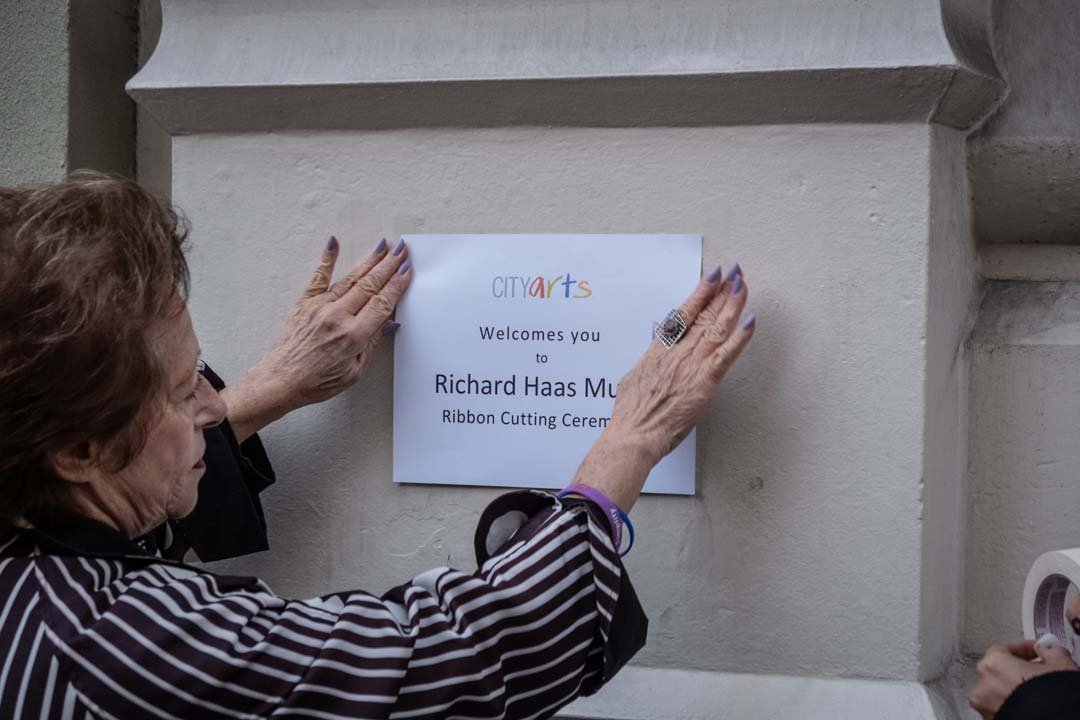 CITYarts
Welcomes you
to
Richard Haas Mu
Ribbon Cutting Cerem